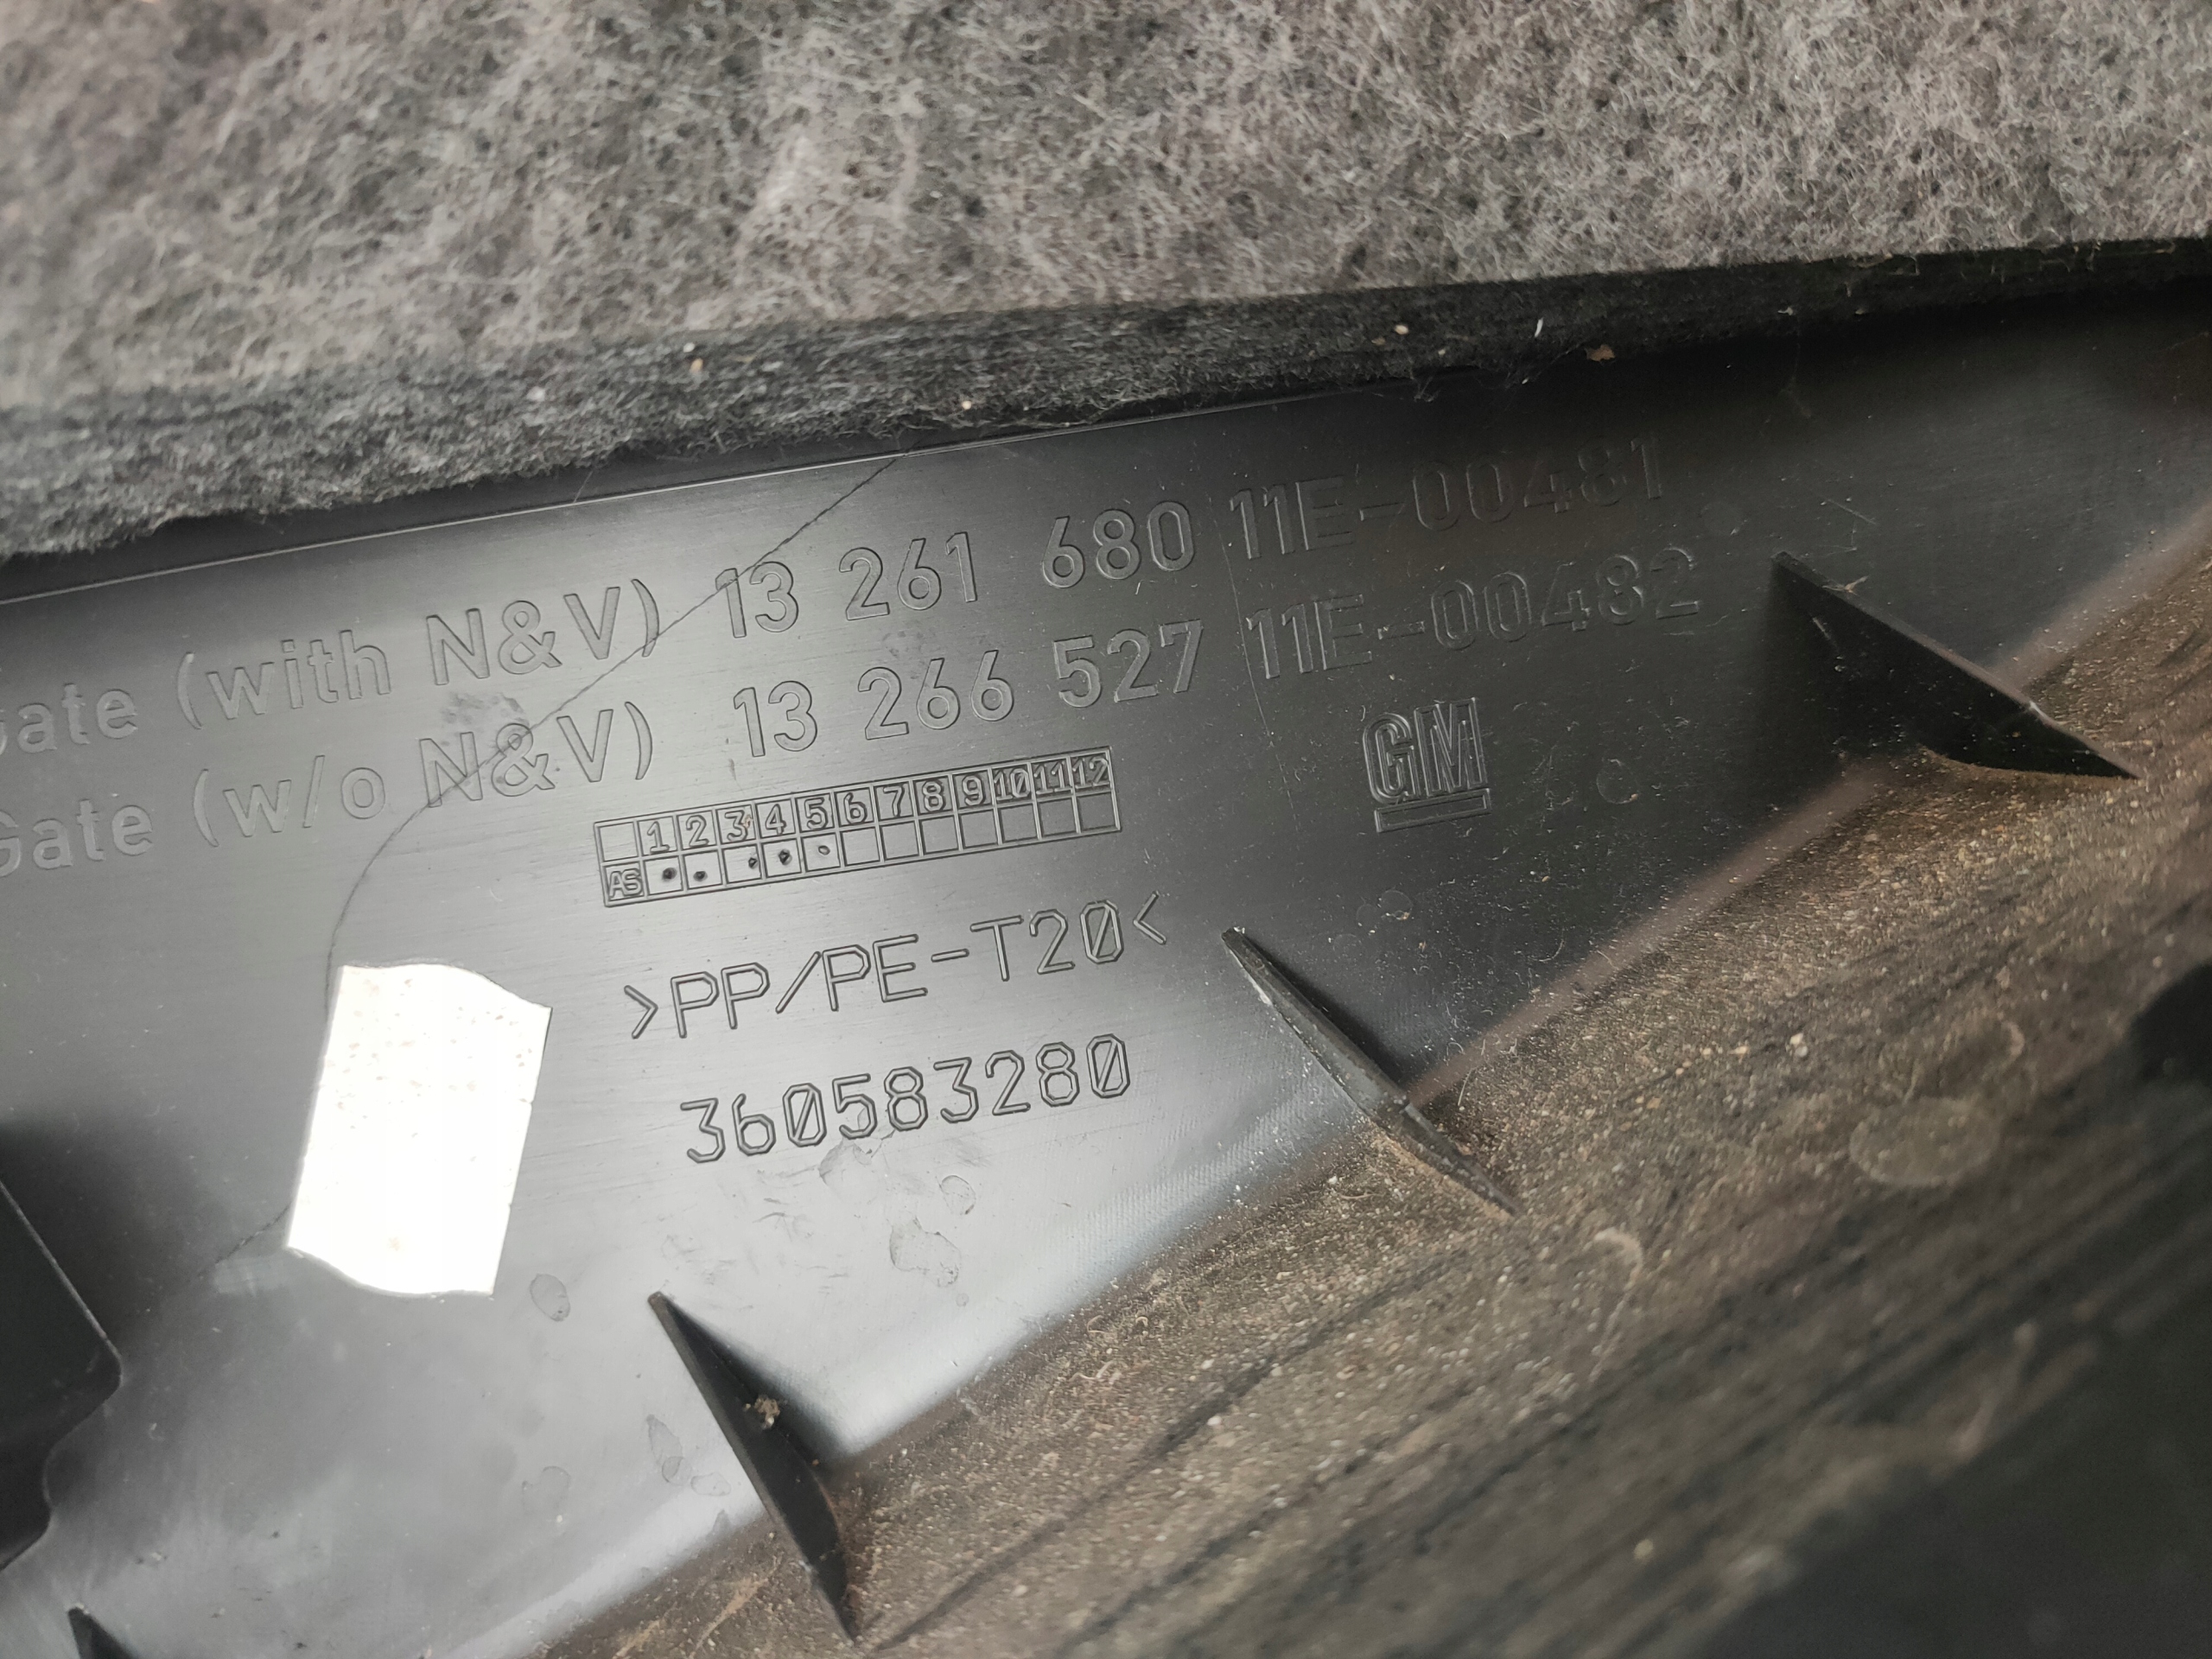 Gate (with N&V) 13 261 680 11E-00481
Gate (w/o N&V) 13 266 527 11E-00482
1 2 3 4 5 6 7 8 9 10 11 12
AS
GM
>PP/PE-T20<
360583280